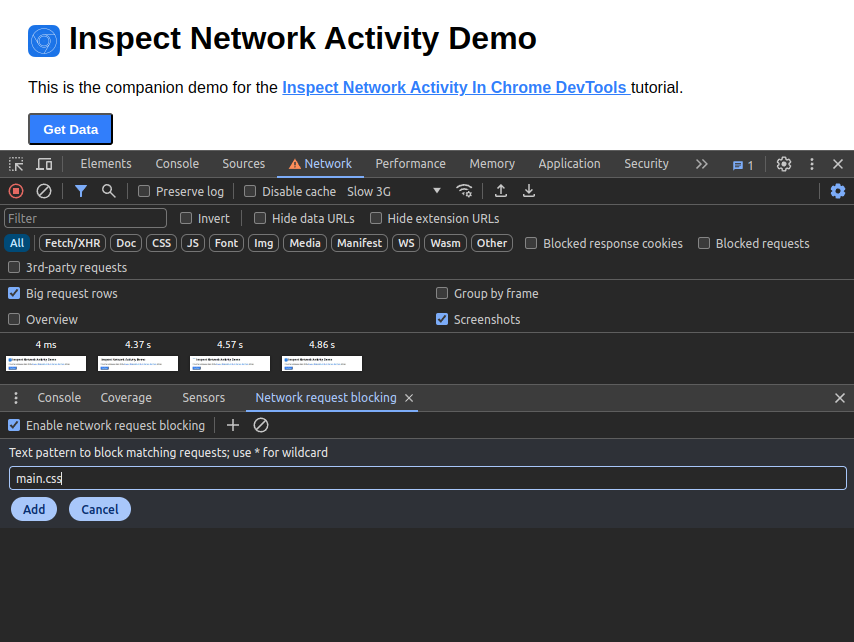 Inspect Network Activity Demo
This is the companion demo for the Inspect Network Activity In Chrome DevTools tutorial.
Get Data
Elements Console Sources Network Performance Memory Application Security 1
Preserve log Disable cache Slow 3G
Filter Invert Hide data URLs Hide extension URLs
All Fetch/XHR Doc CSS JS Font Img Media Manifest WS Wasm Other Blocked response cookies Blocked requests
3rd-party requests
Big request rows Group by frame
Overview Screenshots
4 ms 4.37 s 4.57 s 4.86 s
Console Coverage Sensors Network request blocking
Enable network request blocking
Text pattern to block matching requests; use * for wildcard
main.css
Add Cancel